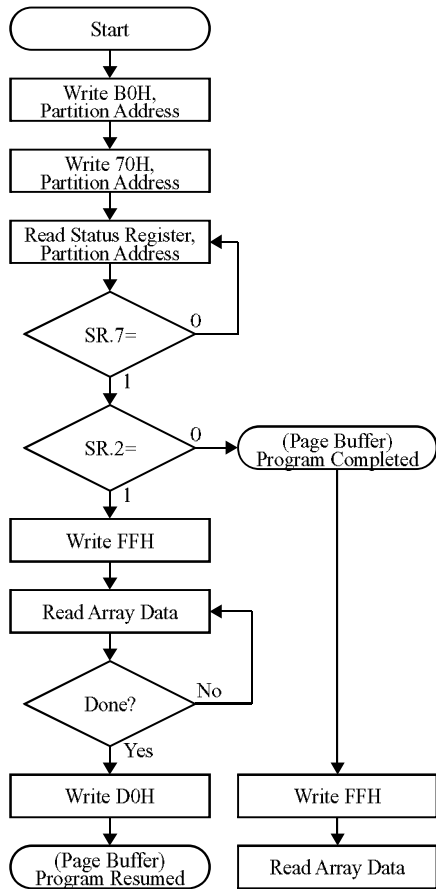 Start
Write B0H,
Partition Address
Write 70H,
Partition Address
Read Status Register,
Partition Address
SR.7=
0
1
SR.2=
0
(Page Buffer)
Program Completed
1
Write FFH
Read Array Data
Done?
No
Yes
Write D0H
Write FFH
(Page Buffer)
Program Resumed
Read Array Data